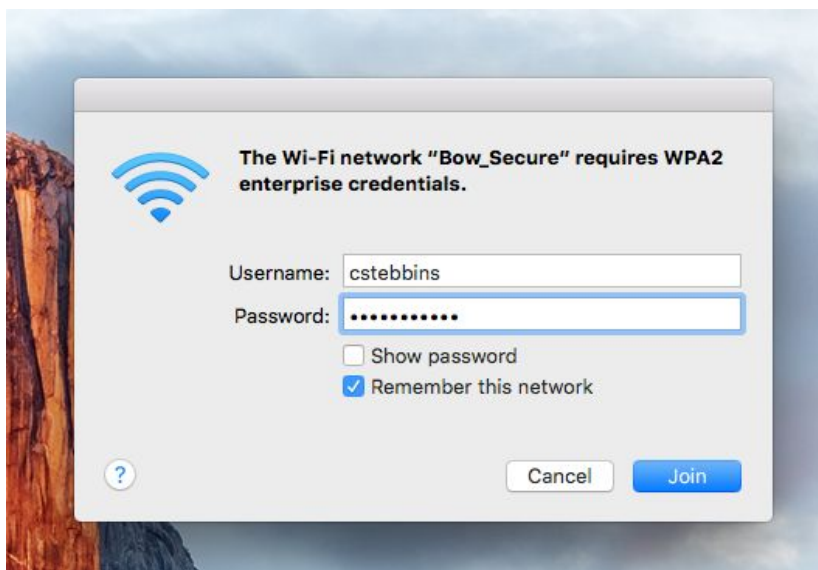 The Wi-Fi network “Bow_Secure“ requires WPA2
enterprise credentials.
Username: cstebbins
Password: •••••••••••
Show password
Remember this network
? Cancel Join